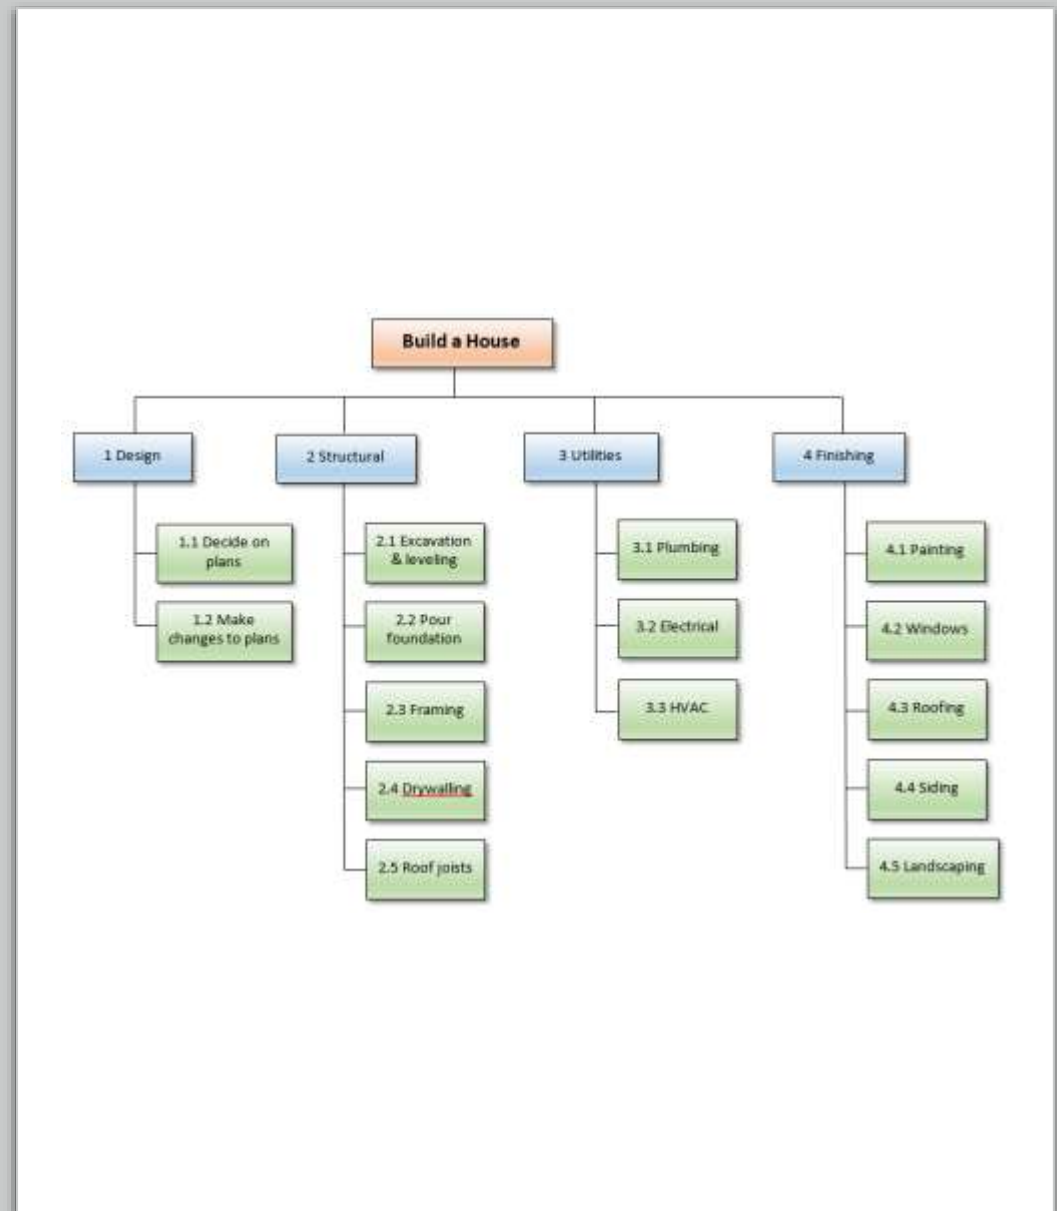 Build a House
1 Design
2 Structural
3 Utilities
4 Finishing
1.1 Decide on
plans
1.2 Make
changes to plans
2.1 Excavation
& leveling
2.2 Pour
foundation
2.3 Framing
2.4 Drywalling
2.5 Roof joists
3.1 Plumbing
3.2 Electrical
3.3 HVAC
4.1 Painting
4.2 Windows
4.3 Roofing
4.4 Siding
4.5 Landscaping